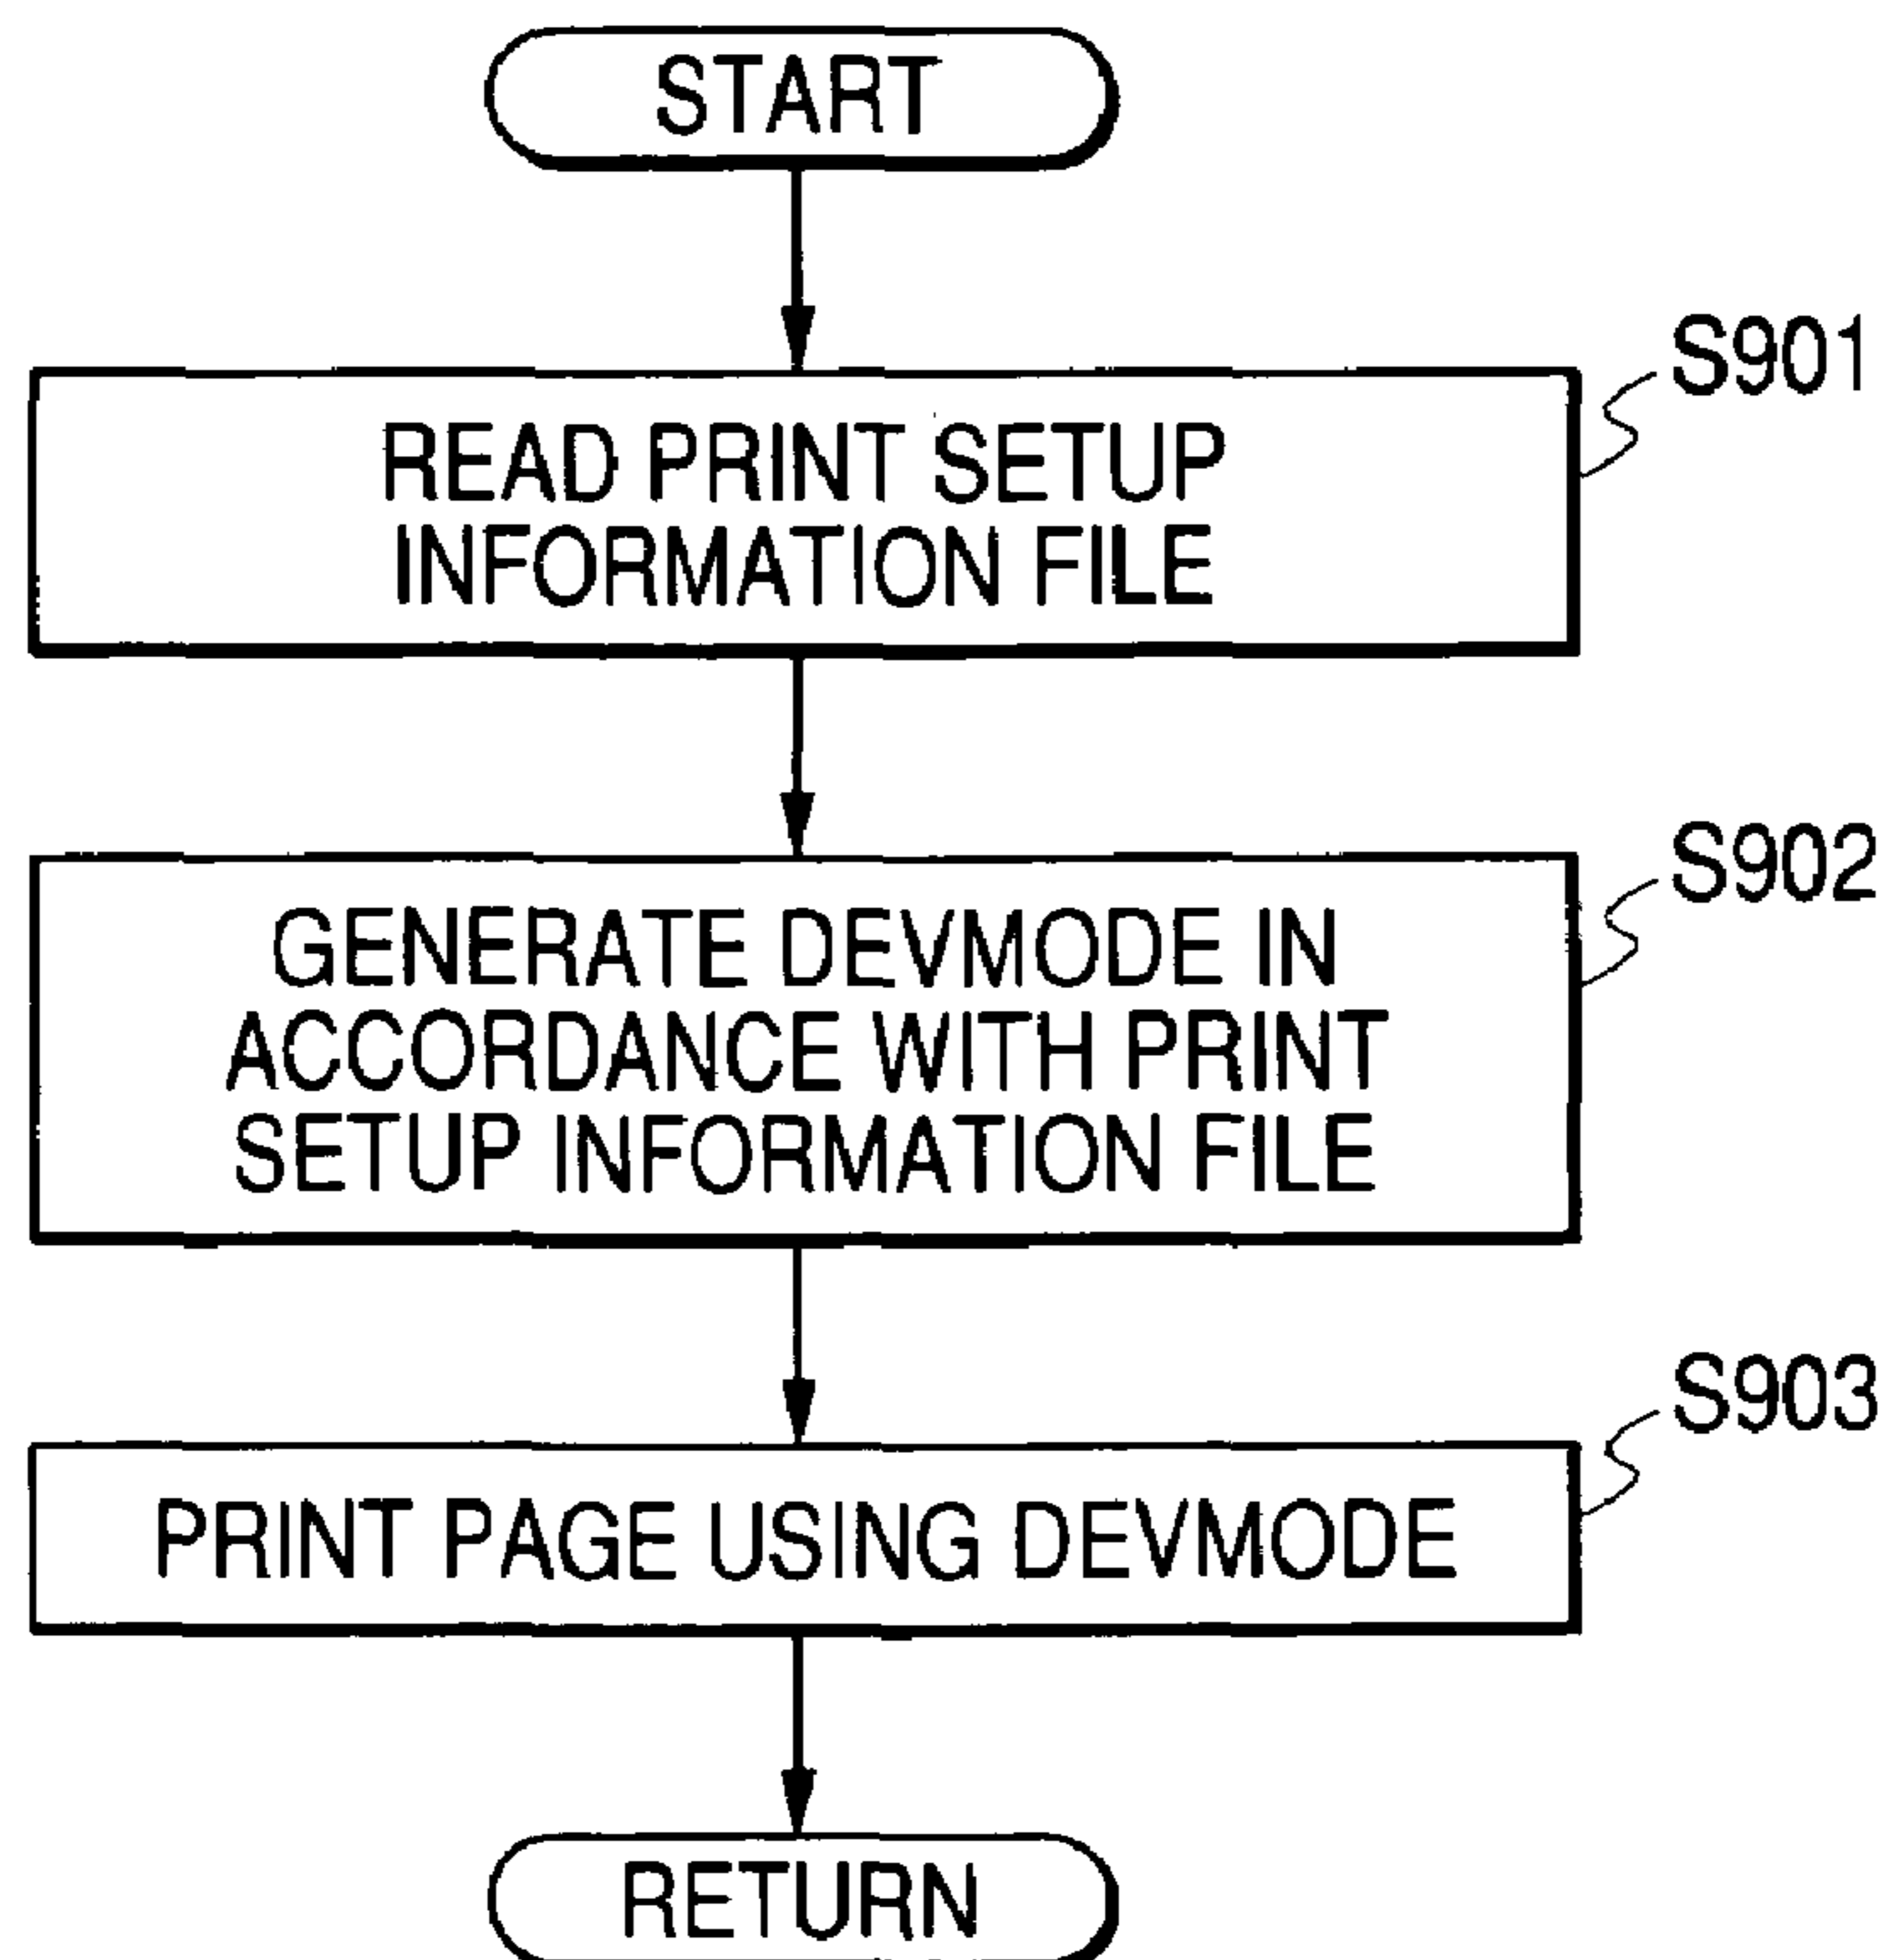 START
S901
READ PRINT SETUP
INFORMATION FILE
S902
GENERATE DEVMODE IN
ACCORDANCE WITH PRINT
SETUP INFORMATION FILE
S903
PRINT PAGE USING DEVMODE
RETURN